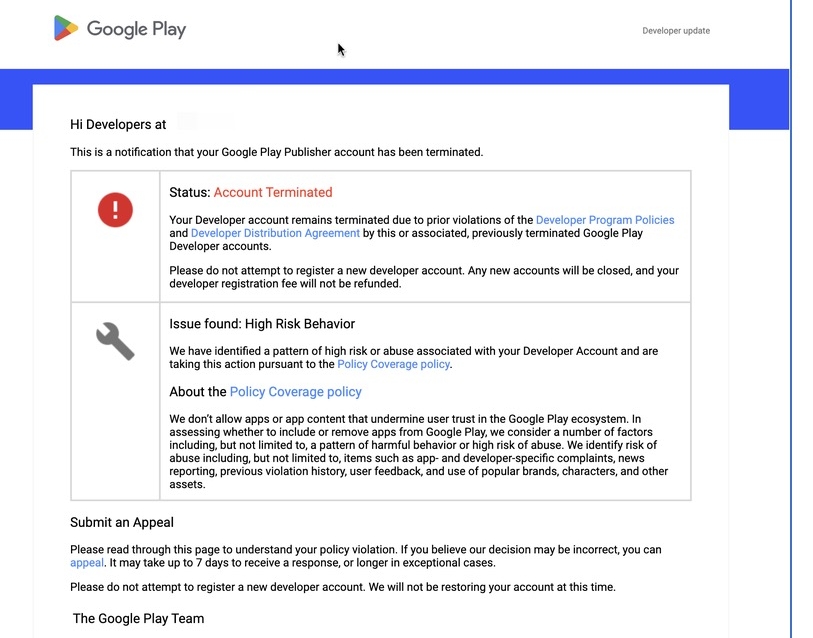 Google Play
Developer update
Hi Developers at
This is a notification that your Google Play Publisher account has been terminated.
Status: Account Terminated
Your Developer account remains terminated due to prior violations of the Developer Program Policies
and Developer Distribution Agreement by this or associated, previously terminated Google Play
Developer accounts.
Please do not attempt to register a new developer account. Any new accounts will be closed, and your
developer registration fee will not be refunded.
Issue found: High Risk Behavior
We have identified a pattern of high risk or abuse associated with your Developer Account and are
taking this action pursuant to the Policy Coverage policy.
About the Policy Coverage policy
We don’t allow apps or app content that undermine user trust in the Google Play ecosystem. In
assessing whether to include or remove apps from Google Play, we consider a number of factors
including, but not limited to, a pattern of harmful behavior or high risk of abuse. We identify risk of
abuse including, but not limited to, items such as app- and developer-specific complaints, news
reporting, previous violation history, user feedback, and use of popular brands, characters, and other
assets.
Submit an Appeal
Please read through this page to understand your policy violation. If you believe our decision may be incorrect, you can
appeal. It may take up to 7 days to receive a response, or longer in exceptional cases.
Please do not attempt to register a new developer account. We will not be restoring your account at this time.
The Google Play Team